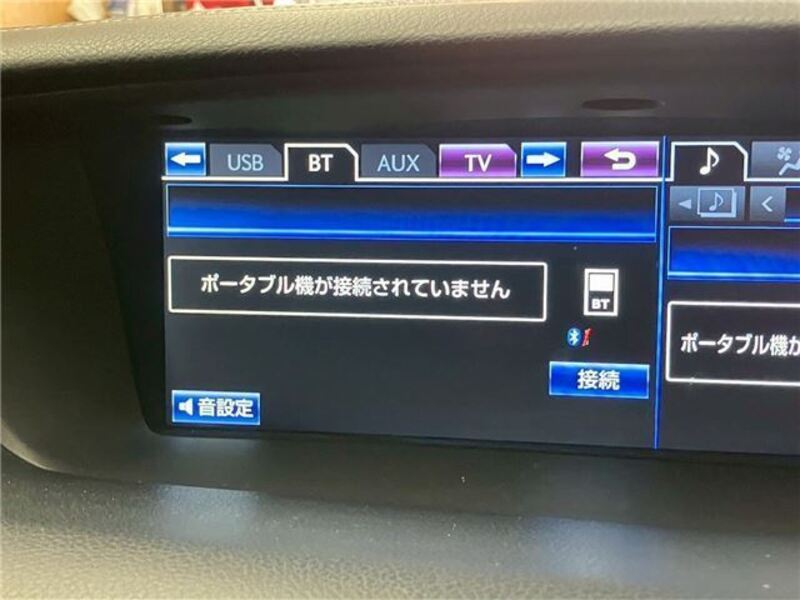 USB BT AUX TV
ポータブル機が接続されていません
BT
接続
音設定
ポータブル機が